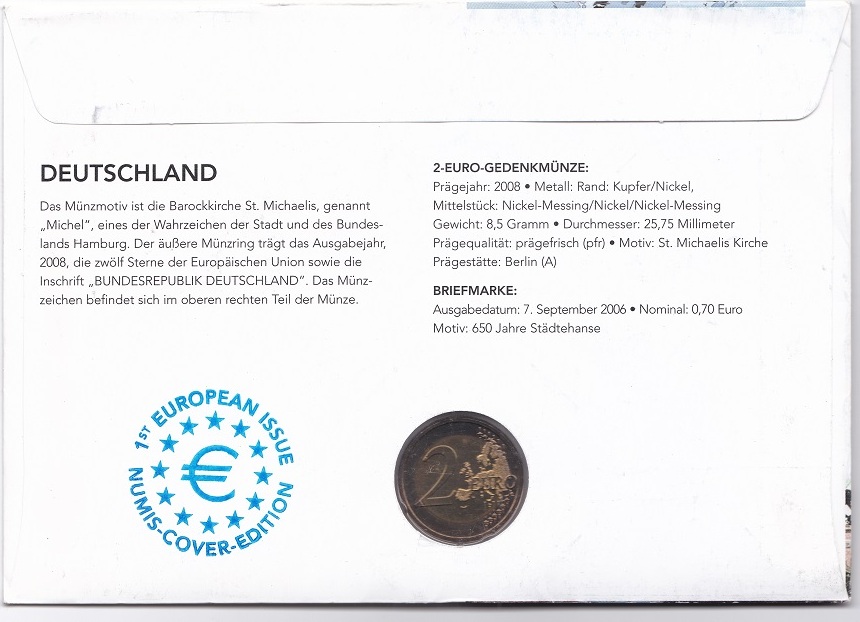 DEUTSCHLAND
Das Münzmotiv ist die Barockkirche St. Michaelis, genannt
„Michel“, eines der Wahrzeichen der Stadt und des Bundes-
lands Hamburg. Der äußere Münzring trägt das Ausgabejahr,
2008, die zwölf Sterne der Europäischen Union sowie die
Inschrift „BUNDESREPUBLIK DEUTSCHLAND“. Das Münz-
zeichen befindet sich im oberen rechten Teil der Münze.
2-EURO-GEDENKMÜNZE:
Prägejahr: 2008 • Metall: Rand: Kupfer/Nickel,
Mittelstück: Nickel-Messing/Nickel/Nickel-Messing
Gewicht: 8,5 Gramm • Durchmesser: 25,75 Millimeter
Prägequalität: prägefrisch (pfr) • Motiv: St. Michaelis Kirche
Prägestätte: Berlin (A)
BRIEFMARKE:
Ausgabedatum: 7. September 2006 • Nominal: 0,70 Euro
Motiv: 650 Jahre Städtehanse
1ST EUROPEAN ISSUE
€
NUMIS-COVER-EDITION
2 EURO